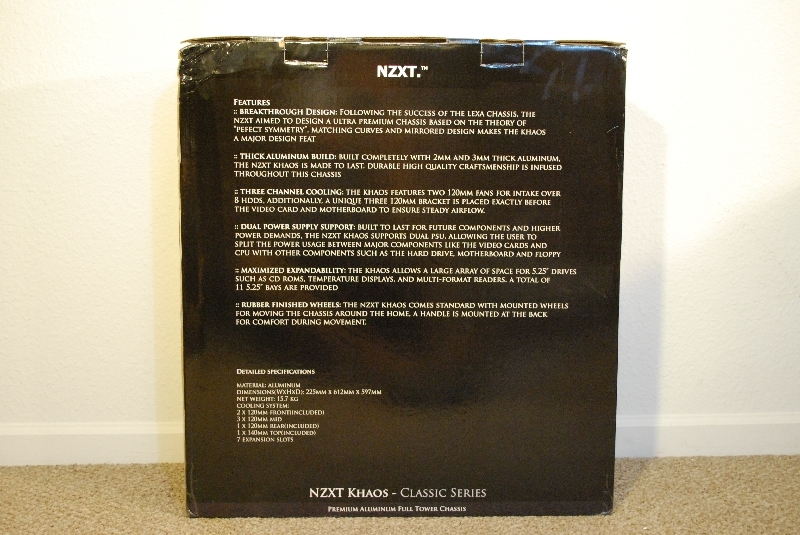 NZXT.™
FEATURES
:: BREAKTHROUGH DESIGN: FOLLOWING THE SUCCESS OF THE LEXA CHASSIS, THE
NZXT AIMED TO DESIGN A ULTRA PREMIUM CHASSIS BASED ON THE THEORY OF
"PEFECT SYMMETRY". MATCHING CURVES AND MIRRORED DESIGN MAKES THE KHAOS
A MAJOR DESIGN FEAT
:: THICK ALUMINUM BUILD: BUILT COMPLETELY WITH 2MM AND 3MM THICK ALUMINUM,
THE NZXT KHAOS IS MADE TO LAST. DURABLE HIGH QUALITY CRAFTSMENSHIP IS INFUSED
THROUGHOUT THIS CHASSIS
:: THREE CHANNEL COOLING: THE KHAOS FEATURES TWO 120MM FANS FOR INTAKE OVER
8 HDDS. ADDITIONALLY, A UNIQUE THREE 120MM BRACKET IS PLACED EXACTLY BEFORE
THE VIDEO CARD AND MOTHERBOARD TO ENSURE STEADY AIRFLOW.
:: DUAL POWER SUPPLY SUPPORT: BUILT TO LAST FOR FUTURE COMPONENTS AND HIGHER
POWER DEMANDS, THE NZXT KHAOS SUPPORTS DUAL PSU, ALLOWING THE USER TO
SPLIT THE POWER USAGE BETWEEN MAJOR COMPONENTS LIKE THE VIDEO CARDS AND
CPU WITH OTHER COMPONENTS SUCH AS THE HARD DRIVE, MOTHERBOARD AND FLOPPY
:: MAXIMIZED EXPANDABILITY: THE KHAOS ALLOWS A LARGE ARRAY OF SPACE FOR 5.25" DRIVES
SUCH AS CD ROMS, TEMPERATURE DISPLAYS, AND MULTI-FORMAT READERS. A TOTAL OF
11 5.25" BAYS ARE PROVIDED
:: RUBBER FINISHED WHEELS: THE NZXT KHAOS COMES STANDARD WITH MOUNTED WHEELS
FOR MOVING THE CHASSIS AROUND THE HOME. A HANDLE IS MOUNTED AT THE BACK
FOR COMFORT DURING MOVEMENT.
DETAILED SPECIFICATIONS
MATERIAL: ALUMINUM
DIMENSIONS(WXHXD): 225MM X 612MM X 597MM
NET WEIGHT: 15.7 KG
COOLING SYSTEM:
2 X 120MM FRONT(INCLUDED)
3 X 120MM MID
1 X 120MM REAR(INCLUDED)
1 X 140MM TOP(INCLUDED)
7 EXPANSION SLOTS
NZXT KHAOS - CLASSIC SERIES
PREMIUM ALUMINUM FULL TOWER CHASSIS